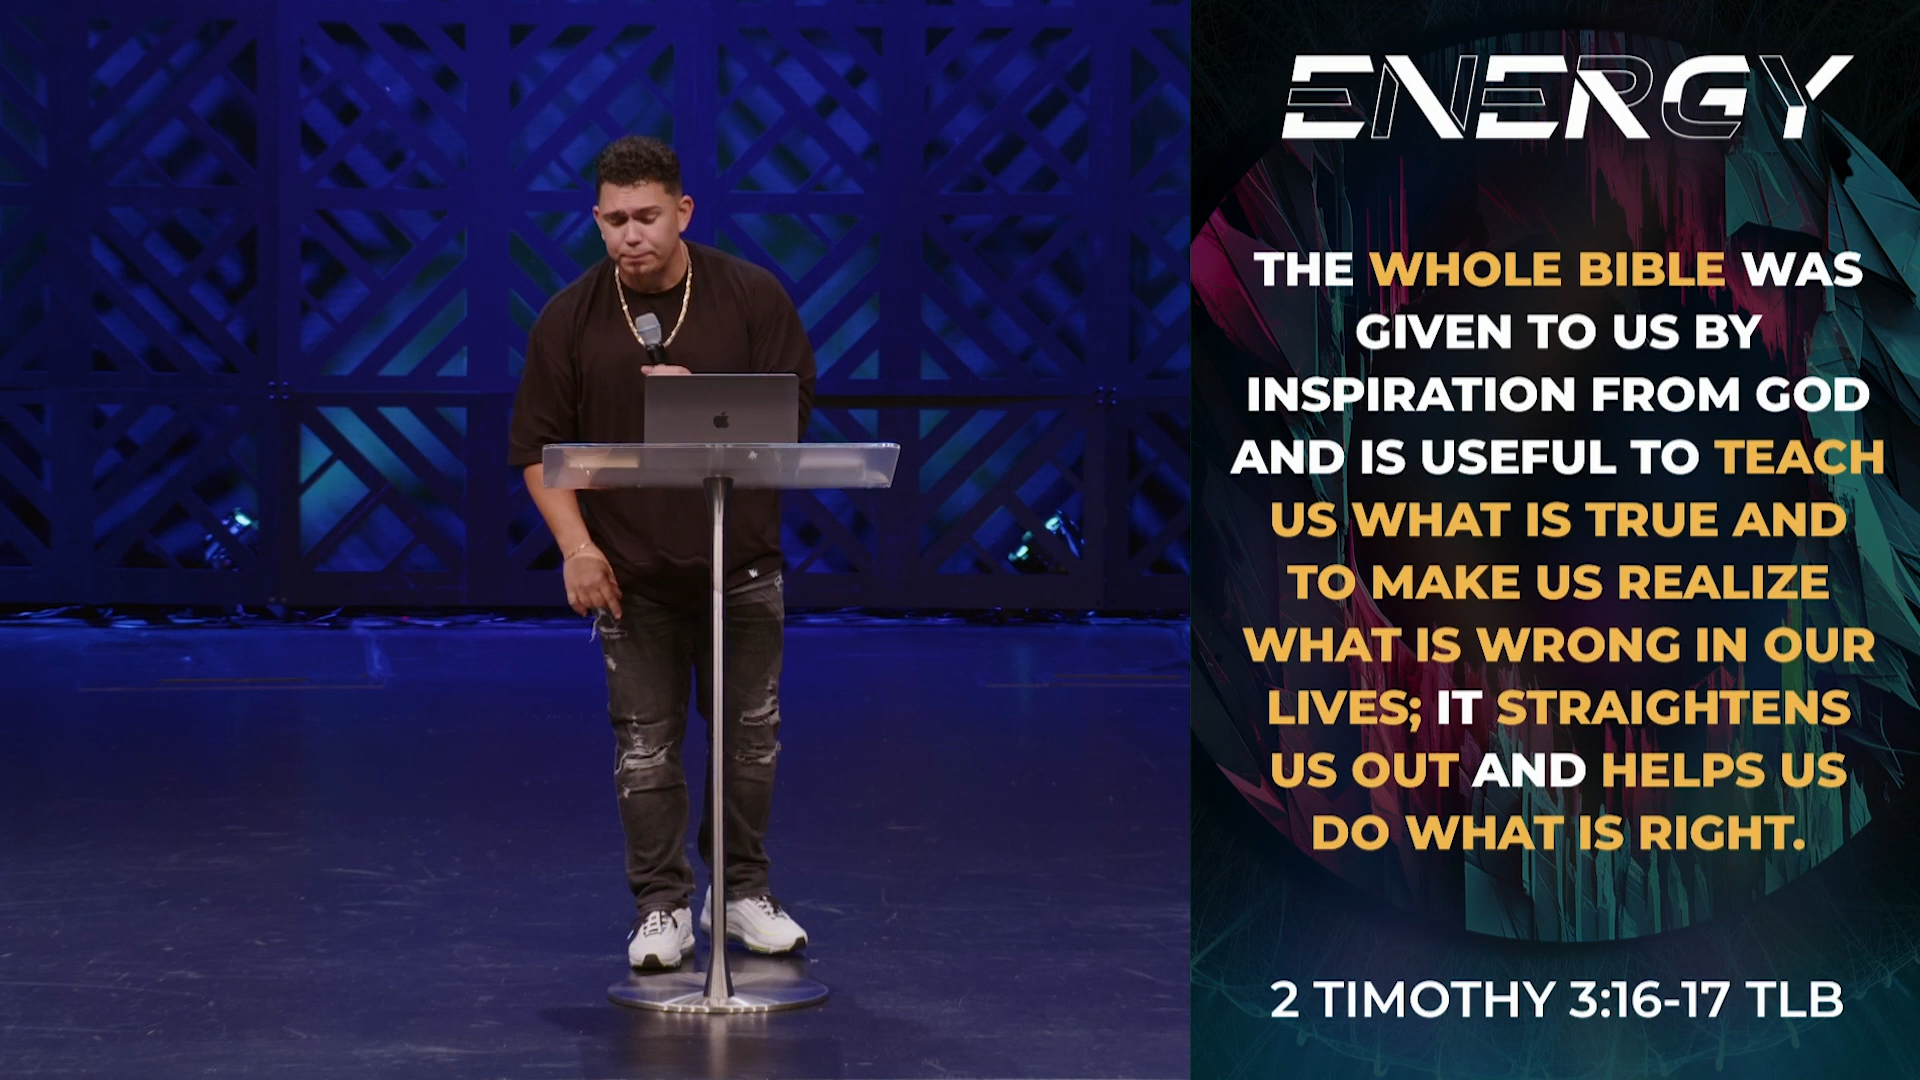 ENERGY
THE WHOLE BIBLE WAS
GIVEN TO US BY
INSPIRATION FROM GOD
AND IS USEFUL TO TEACH
US WHAT IS TRUE AND
TO MAKE US REALIZE
WHAT IS WRONG IN OUR
LIVES; IT STRAIGHTENS
US OUT AND HELPS US
DO WHAT IS RIGHT.
2 TIMOTHY 3:16-17 TLB